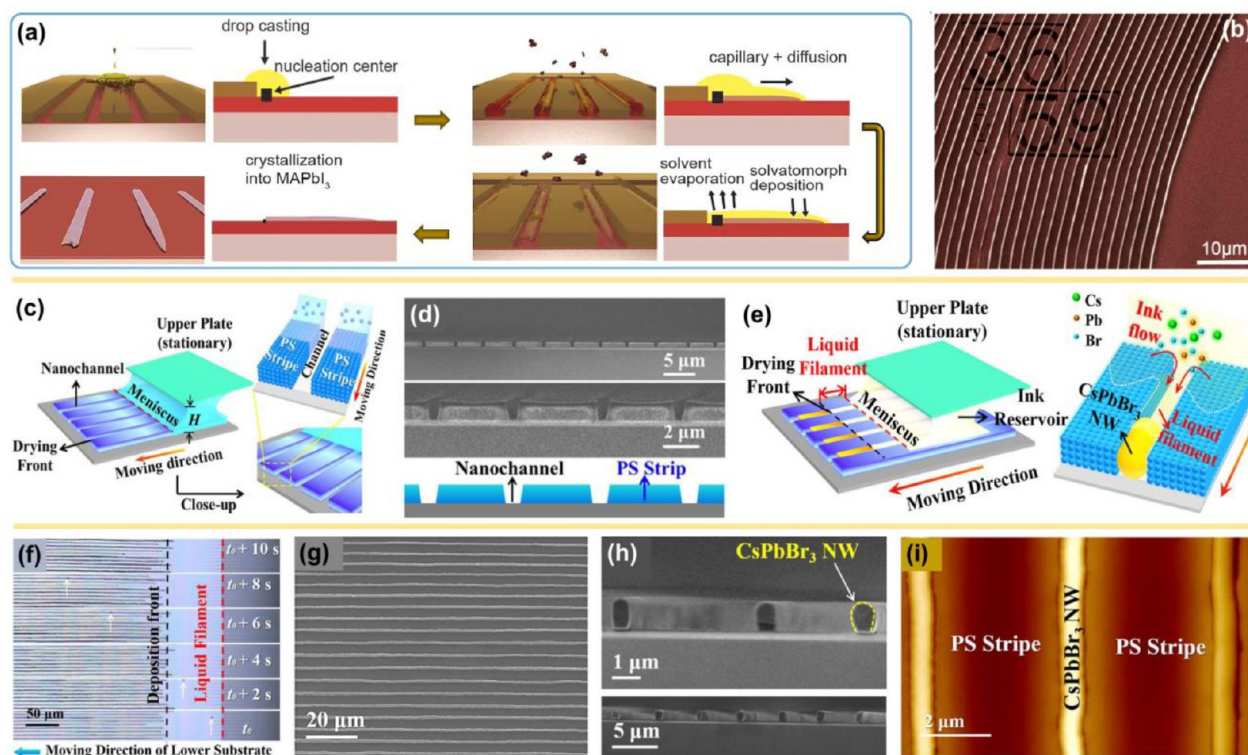 (a)
drop casting
nucleation center
capillary + diffusion
crystallization
into MAPbI₃
solvent
evaporation
solvatomorph
deposition
(b)
36
59
10μm
(c)
Upper Plate
(stationary)
Nanochannel
Meniscus
H
Drying
Front
Moving direction
Close-up
PS
Stripe
Channel
PS
Stripe
Moving Direction
(d)
5 μm
2 μm
Nanochannel
PS Strip
(e)
Upper Plate
(stationary)
Liquid
Filament
Drying
Front
Meniscus
Ink
Reservoir
Moving Direction
Ink
flow
Cs
Pb
Br
CsPbBr₃
NW
Liquid
filament
(f)
Deposition front
Liquid Filament
t₀ + 10 s
t₀ + 8 s
t₀ + 6 s
t₀ + 4 s
t₀ + 2 s
t₀
50 μm
Moving Direction of Lower Substrate
(g)
20 μm
(h)
CsPbBr₃ NW
1 μm
5 μm
(i)
PS Stripe
CsPbBr₃ NW
PS Stripe
2 μm